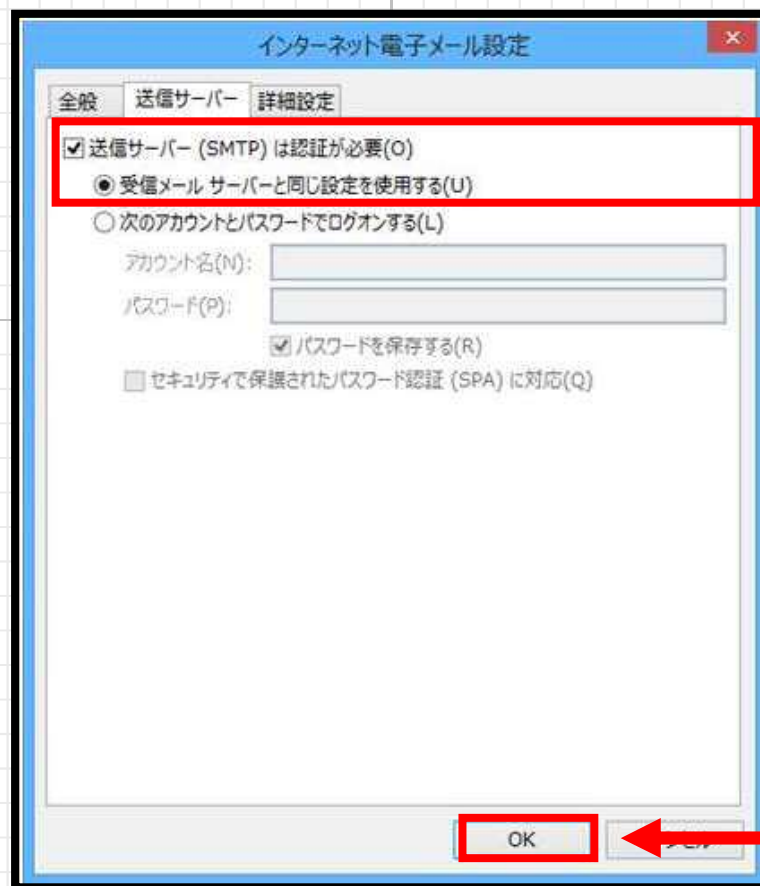 インターネット電子メール設定
全般 送信サーバー 詳細設定
送信サーバー (SMTP) は認証が必要(O)
受信メール サーバーと同じ設定を使用する(U)
次のアカウントとパスワードでログオンする(L)
アカウント名(N):
パスワード(P):
パスワードを保存する(R)
セキュリティで保護されたパスワード認証 (SPA) に対応(Q)
OK